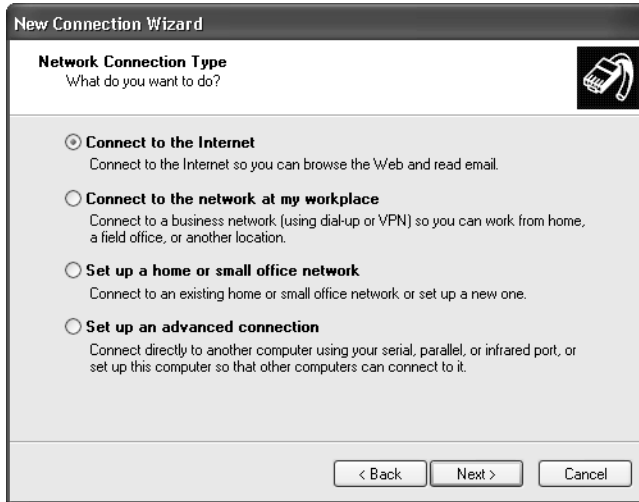 New Connection Wizard
Network Connection Type
What do you want to do?
Connect to the Internet
Connect to the Internet so you can browse the Web and read email.
Connect to the network at my workplace
Connect to a business network (using dial-up or VPN) so you can work from home,
a field office, or another location.
Set up a home or small office network
Connect to an existing home or small office network or set up a new one.
Set up an advanced connection
Connect directly to another computer using your serial, parallel, or infrared port, or
set up this computer so that other computers can connect to it.
< Back Next > Cancel